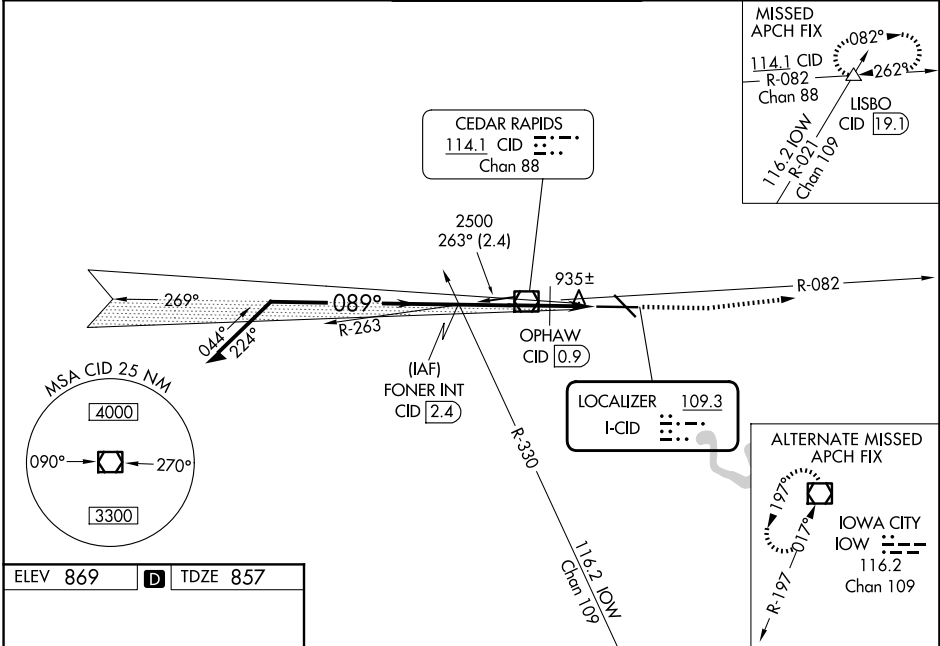 MISSED
APCH FIX
114.1 CID
R-082
Chan 88
082°
262°
LISBO
CID 19.1
116.2 IOW
R-021
Chan 109
CEDAR RAPIDS
114.1 CID
Chan 88
2500
263° (2.4)
935±
R-082
269°
089°
R-263
044°
224°
OPHAW
CID 0.9
(IAF)
FONER INT
CID 2.4
MSA CID 25 NM
4000
090°
270°
3300
LOCALIZER 109.3
I-CID
R-330
116.2 IOW
Chan 109
ALTERNATE MISSED
APCH FIX
197°
017°
R-197
IOWA CITY
IOW
116.2
Chan 109
ELEV 869 D TDZE 857